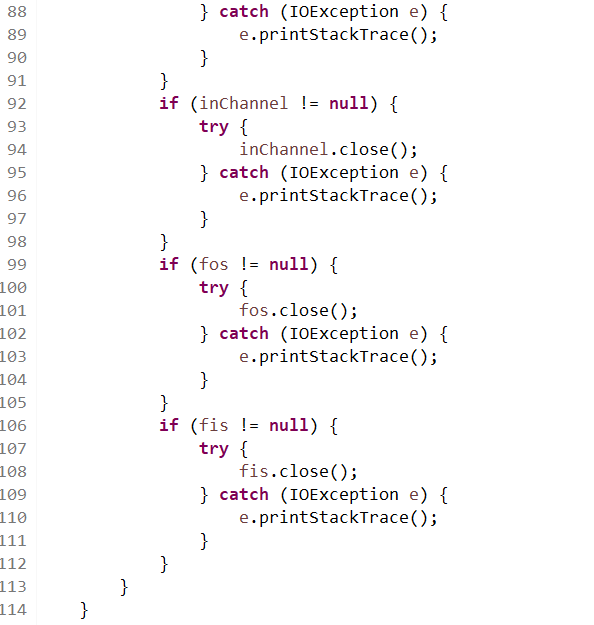 88                 } catch (IOException e) {
89                     e.printStackTrace();
90                 }
91             }
92             if (inChannel != null) {
93                 try {
94                     inChannel.close();
95                 } catch (IOException e) {
96                     e.printStackTrace();
97                 }
98             }
99             if (fos != null) {
100                 try {
101                     fos.close();
102                 } catch (IOException e) {
103                     e.printStackTrace();
104                 }
105             }
106             if (fis != null) {
107                 try {
108                     fis.close();
109                 } catch (IOException e) {
110                     e.printStackTrace();
111                 }
112             }
113         }
114     }